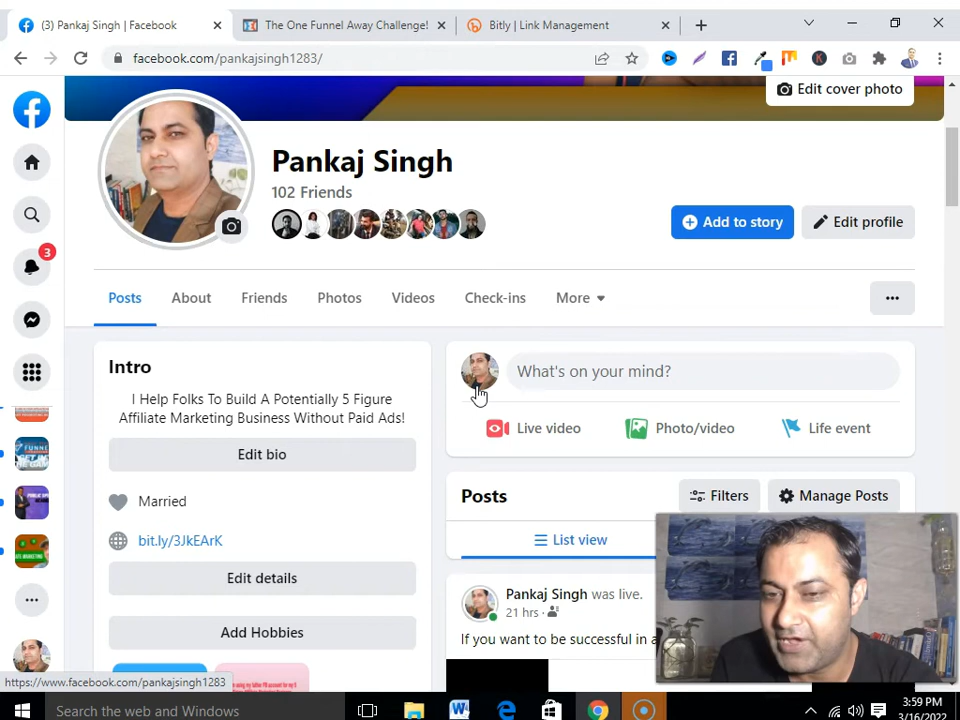 (3) Pankaj Singh | Facebook
The One Funnel Away Challenge!
Bitly | Link Management
facebook.com/pankajsingh1283/
Edit cover photo
Pankaj Singh
102 Friends
Add to story
Edit profile
3
Posts
About
Friends
Photos
Videos
Check-ins
More
Intro
I Help Folks To Build A Potentially 5 Figure
Affiliate Marketing Business Without Paid Ads!
Edit bio
Married
bit.ly/3JkEArK
Edit details
Add Hobbies
What's on your mind?
Live video
Photo/video
Life event
Posts
Filters
Manage Posts
List view
Pankaj Singh was live.
21 hrs ·
If you want to be successful in a
https://www.facebook.com/pankajsingh1283
Search the web and Windows
3:59 PM
3/16/2022